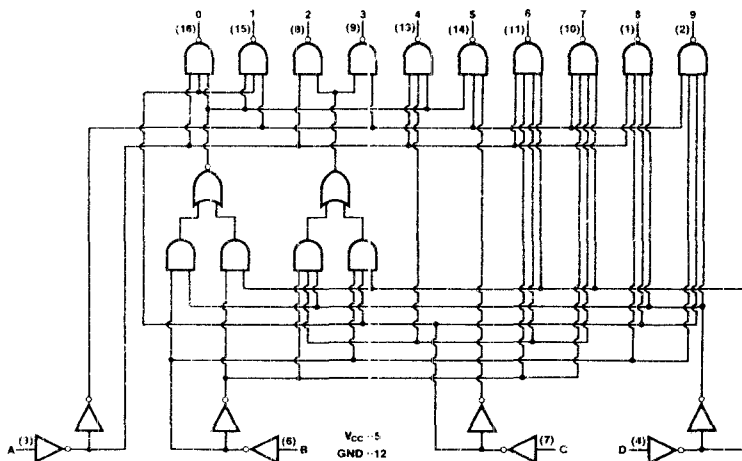 0 1 2 3 4 5 6 7 8 9
(16) (15) (8) (9) (13) (14) (11) (10) (1) (2)
A (3) (6) B VCC ··5 (7) C D (4)
GND ··12